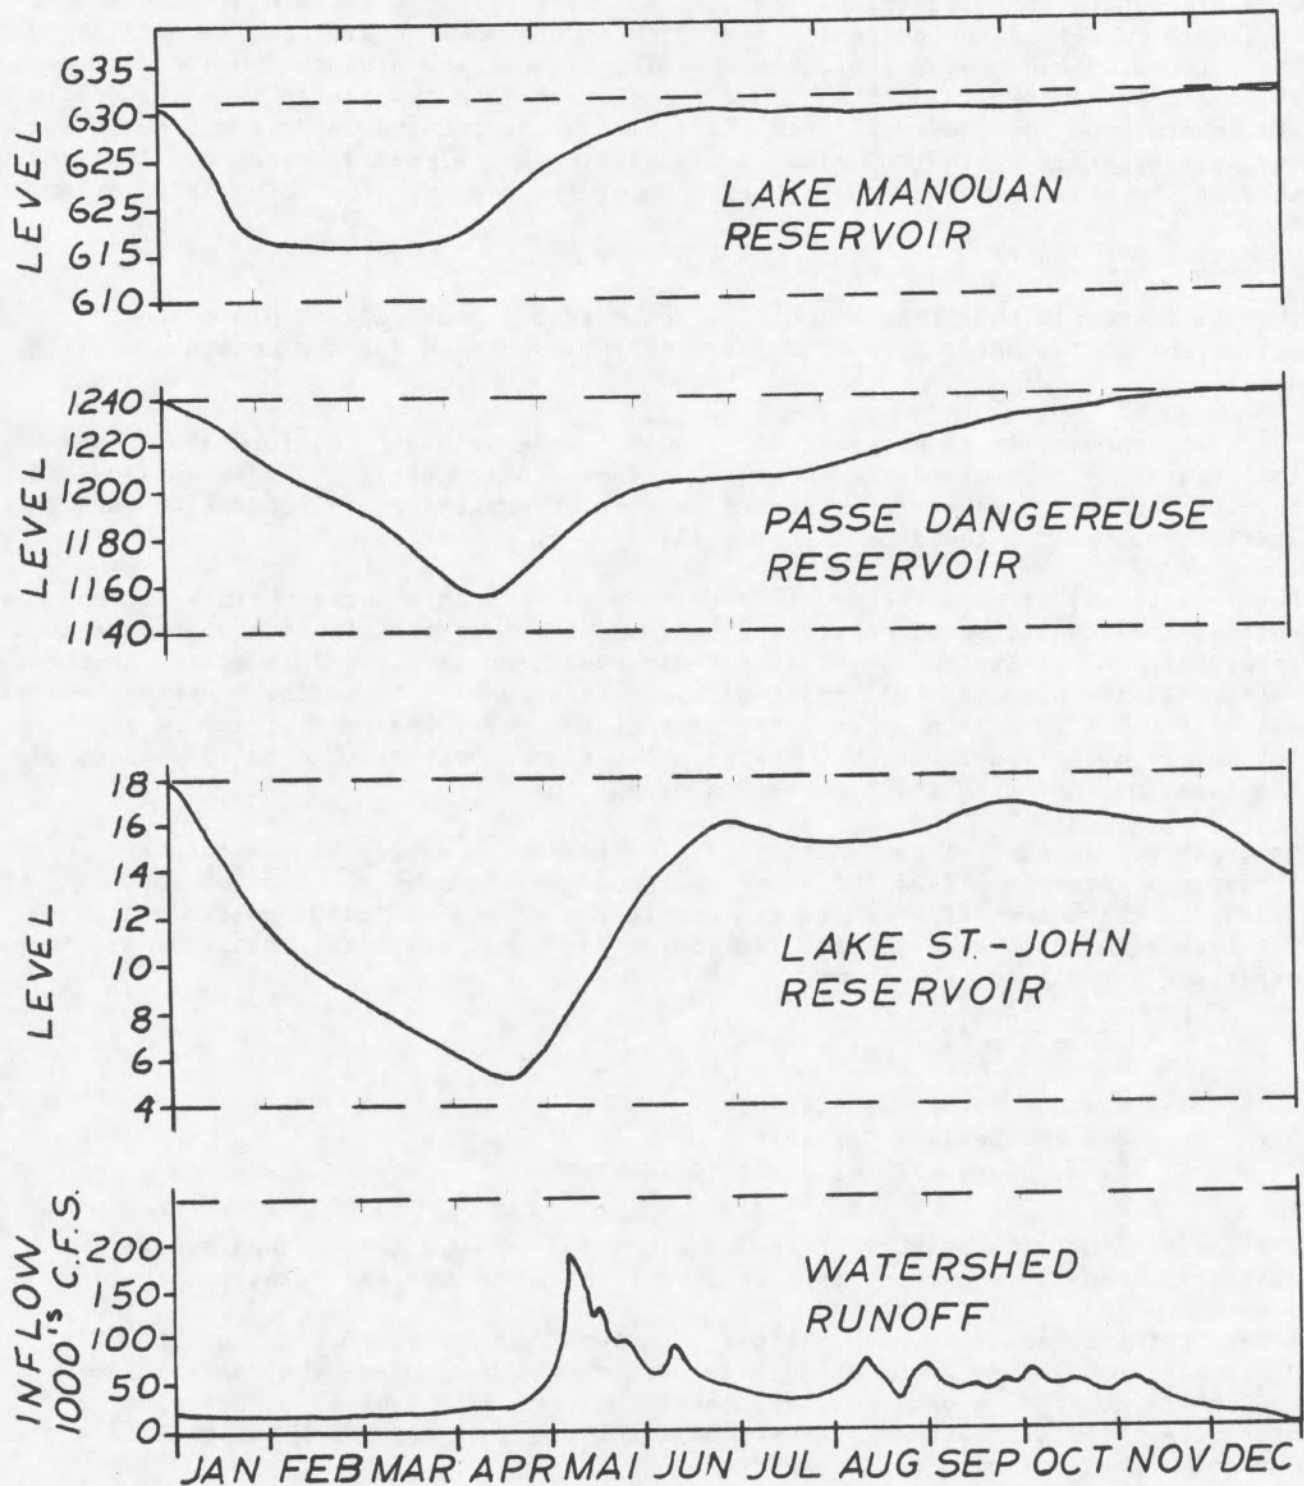 LEVEL
635
630
625
625
615
610
LAKE MANOUAN
RESERVOIR
LEVEL
1240
1220
1200
1180
1160
1140
PASSE DANGEREUSE
RESERVOIR
LEVEL
18
16
14
12
10
8
6
4
LAKE ST.-JOHN
RESERVOIR
INFLOW
1000's C.F.S.
200
150
100
50
0
WATERSHED
RUNOFF
JAN FEB MAR APR MAI JUN JUL AUG SEP OCT NOV DEC